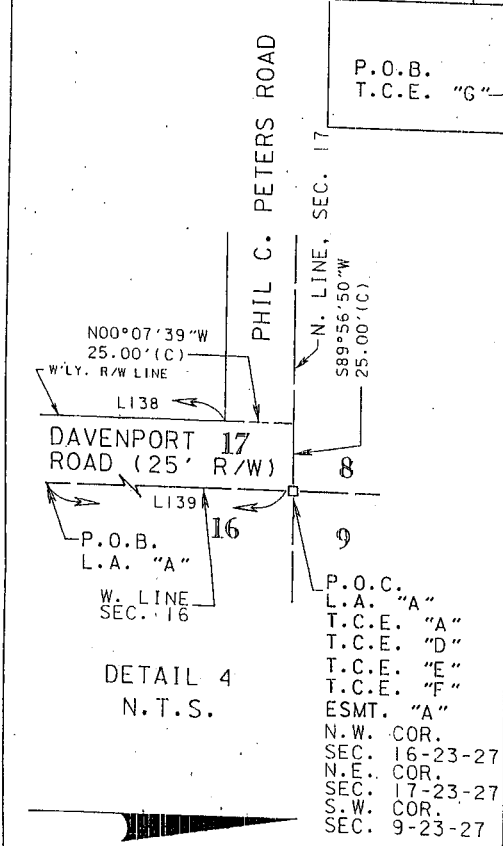 P.O.B.
T.C.E. "G"
PHIL C. PETERS ROAD
N. LINE, SEC. 17
S89°56'50"W
25.00'(C)
N00°07'39"W
25.00'(C)
W'LY. R/W LINE
L138
DAVENPORT 17
ROAD (25' R/W)
8
L139
16
9
P.O.B.
L.A. "A"
W. LINE
SEC. 16
P.O.C.
L.A. "A"
T.C.E. "A"
T.C.E. "D"
T.C.E. "E"
T.C.E. "F"
ESMT. "A"
N.W. COR.
SEC. 16-23-27
N.E. COR.
SEC. 17-23-27
S.W. COR.
SEC. 9-23-27
DETAIL 4
N.T.S.